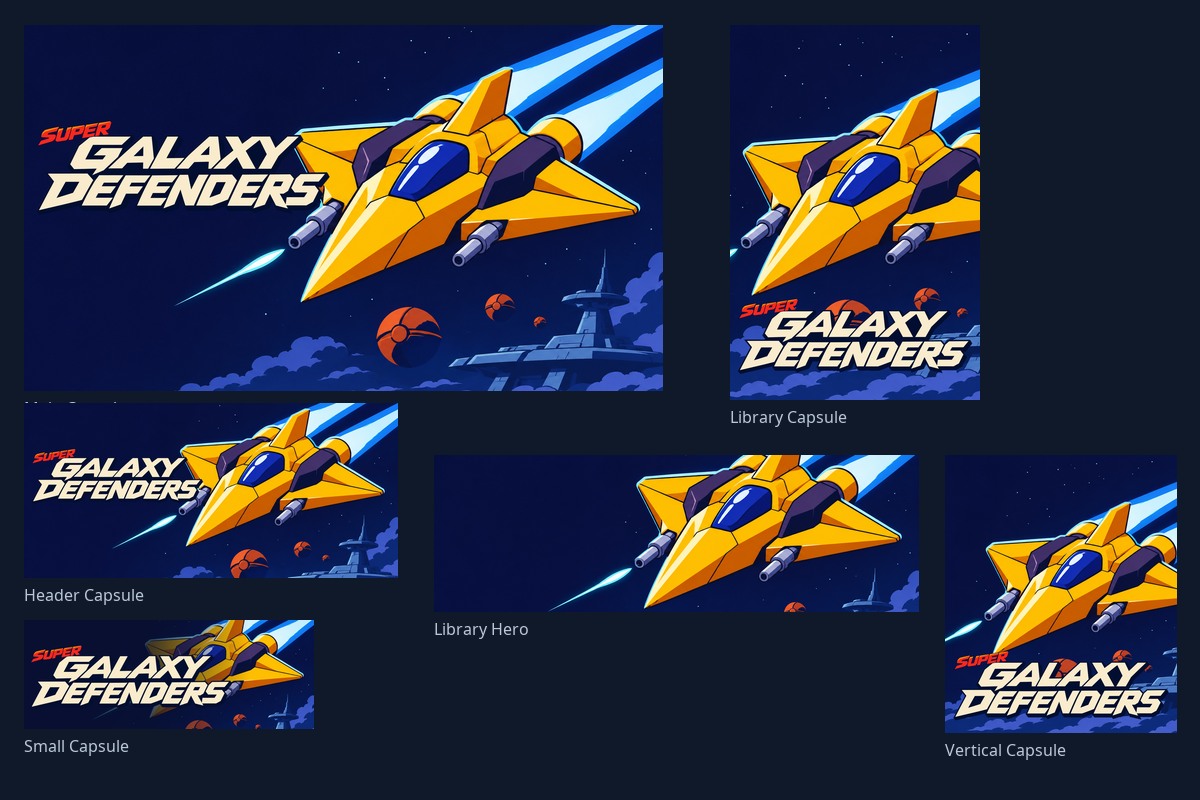 SUPER
GALAXY
DEFENDERS
SUPER
GALAXY
DEFENDERS
Library Capsule
SUPER
GALAXY
DEFENDERS
Header Capsule
Library Hero
SUPER
GALAXY
DEFENDERS
Small Capsule
SUPER
GALAXY
DEFENDERS
Vertical Capsule